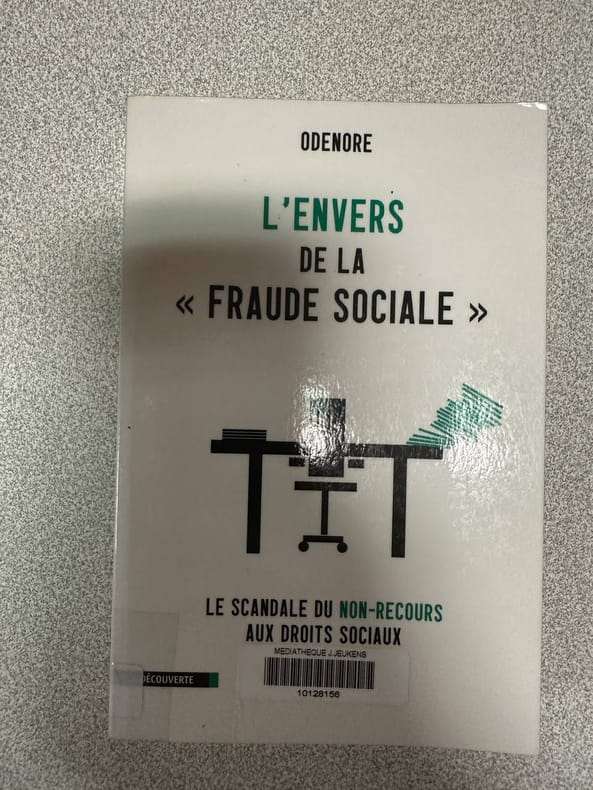 ODENORE
L'ENVERS
DE LA
« FRAUDE SOCIALE »
LE SCANDALE DU NON-RECOURS
AUX DROITS SOCIAUX
MEDIATHEQUE J.JEUKENS
10128156
DÉCOUVERTE